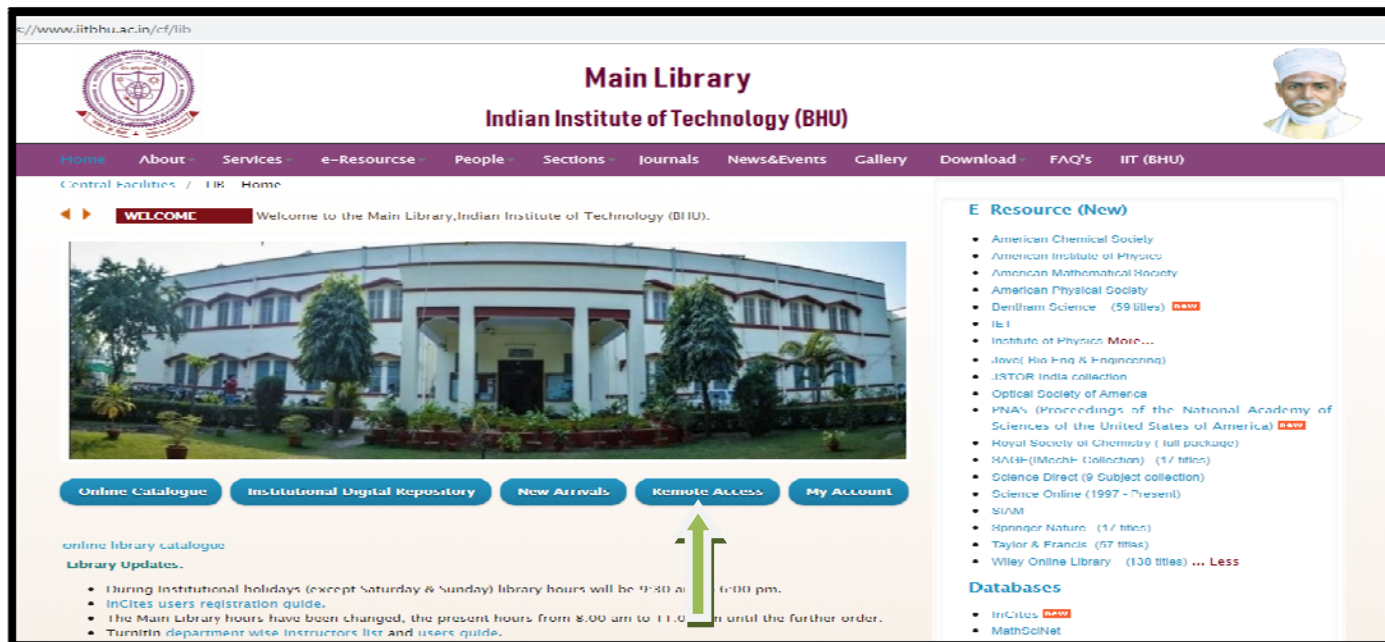 s://www.iitbhu.ac.in/cf/lib
Main Library
Indian Institute of Technology (BHU)
Home About Services e-Resourcse People Sections Journals News&Events Gallery Download FAQ's IIT (BHU)
Central Facilities / LIB Home
WELCOME Welcome to the Main Library,Indian Institute of Technology (BHU).
Online Catalogue Institutional Digital Repository New Arrivals Remote Access My Account
online library catalogue
Library Updates.
During Institutional holidays (except Saturday & Sunday) library hours will be 9:30 a 6:00 pm.
InCites users registration guide.
The Main Library hours have been changed, the present hours from 8.00 am to 11.0 n until the further order.
Turnitin department wise instructors list and users guide.
E Resource (New)
American Chemical Society
American Institute of Physics
American Mathematical Society
American Physical Society
Bentham Science (59 titles) new
IET
Institute of Physics More...
Jove( Bio Eng & Engineering)
JSTOR India collection
Optical Society of America
PNAS (Proceedings of the National Academy of
Sciences of the United States of America) new
Royal Society of Chemistry ( full package)
SAGE(IMechE Collection) (17 titles)
Science Direct (9 Subject collection)
Science Online (1997 - Present)
SIAM
Springer Nature (17 titles)
Taylor & Francis (57 titles)
Wiley Online Library (138 titles) ... Less
Databases
InCites new
MathSciNet